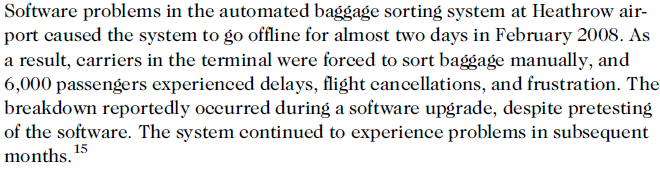 Software problems in the automated baggage sorting system at Heathrow air-
port caused the system to go offline for almost two days in February 2008. As
a result, carriers in the terminal were forced to sort baggage manually, and
6,000 passengers experienced delays, flight cancellations, and frustration. The
breakdown reportedly occurred during a software upgrade, despite pretesting
of the software. The system continued to experience problems in subsequent
months.15